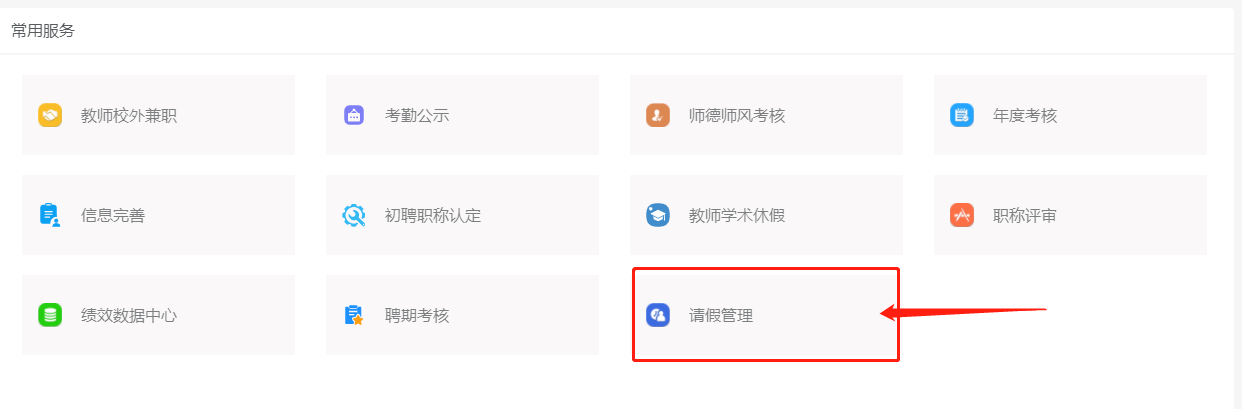 常用服务
教师校外兼职
考勤公示
师德师风考核
年度考核
信息完善
初聘职称认定
教师学术休假
职称评审
绩效数据中心
聘期考核
请假管理